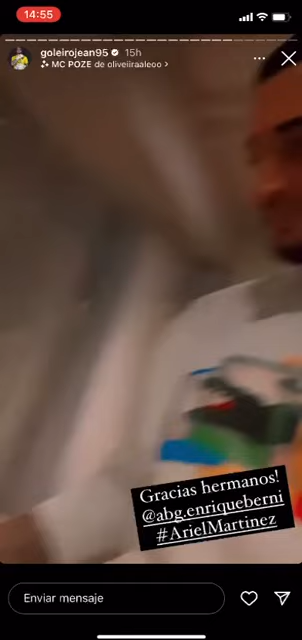 14:55
goleirojean95 15h
MC POZE de oliveiiraaleoo >
Gracias hermanos!
@abg.enriqueberni
#ArielMartinez
Enviar mensaje